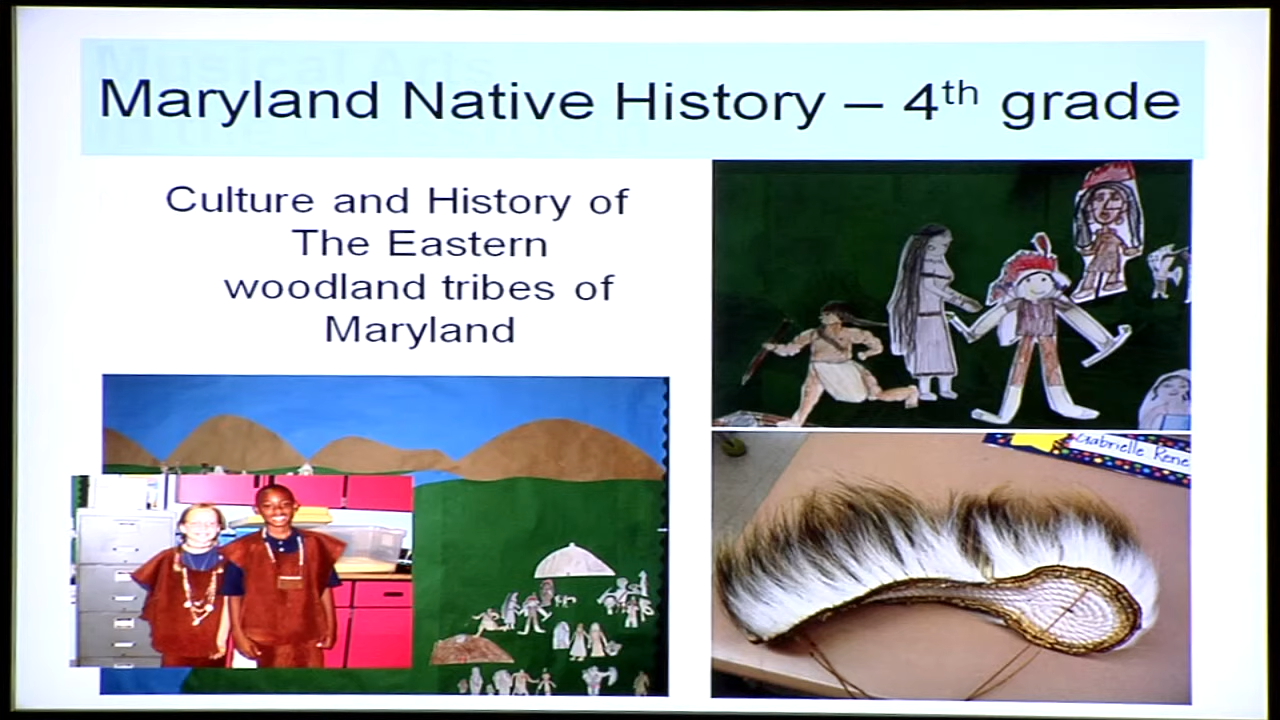 Maryland Native History – 4th grade
Culture and History of
The Eastern
woodland tribes of
Maryland
Gabrielle Rene